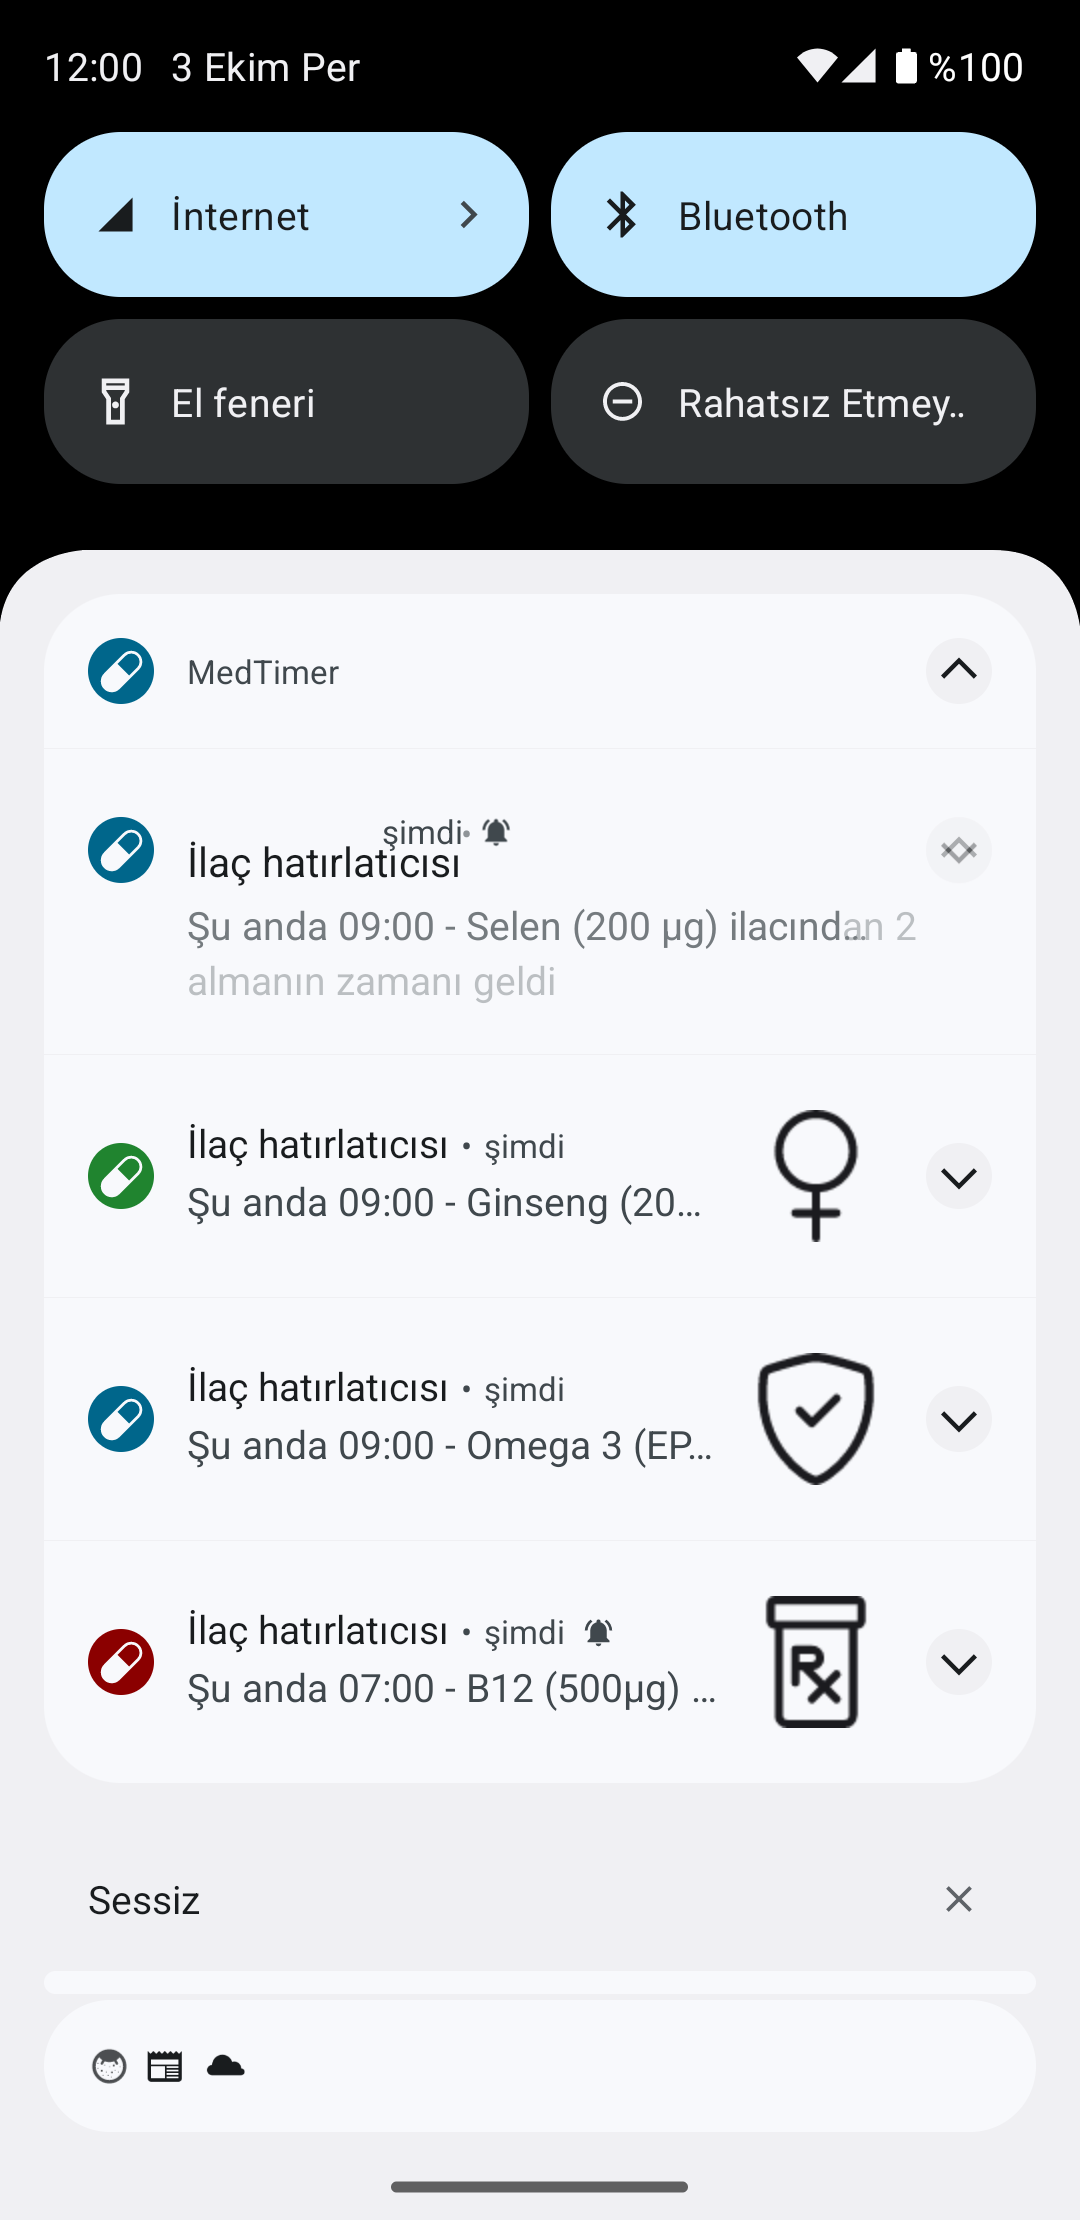 12:00 3 Ekim Per %100
İnternet
Bluetooth
El feneri
Rahatsız Etmey..
MedTimer
şimdi•
İlaç hatırlatıcısı
Şu anda 09:00 - Selen (200 µg) ilacından 2
almanın zamanı geldi
İlaç hatırlatıcısı • şimdi
Şu anda 09:00 - Ginseng (20…
İlaç hatırlatıcısı • şimdi
Şu anda 09:00 - Omega 3 (EP…
İlaç hatırlatıcısı • şimdi
Şu anda 07:00 - B12 (500µg) …
Rx
Sessiz